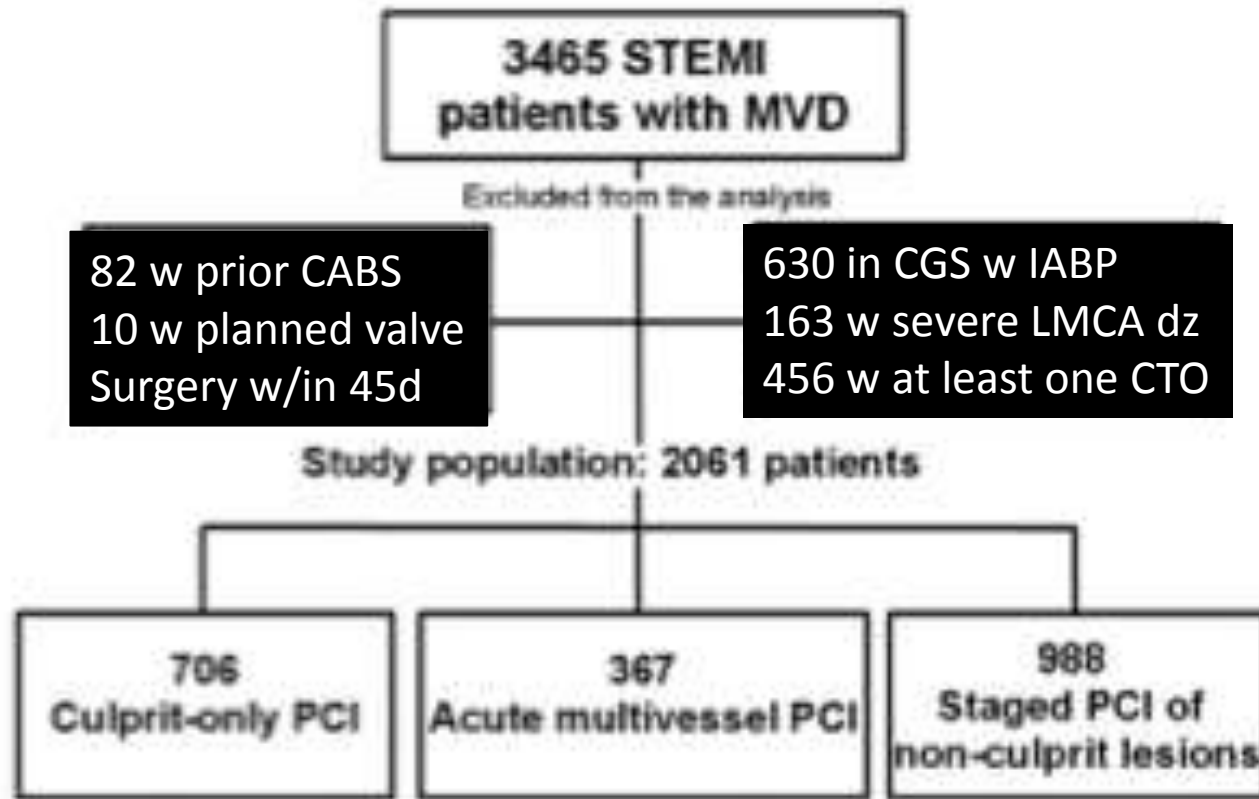 3465 STEMI
patients with MVD
Excluded from the analysis
82 w prior CABS
10 w planned valve
Surgery w/in 45d
630 in CGS w IABP
163 w severe LMCA dz
456 w at least one CTO
Study population: 2061 patients
706
Culprit-only PCI
367
Acute multivessel PCI
988
Staged PCI of
non-culprit lesions